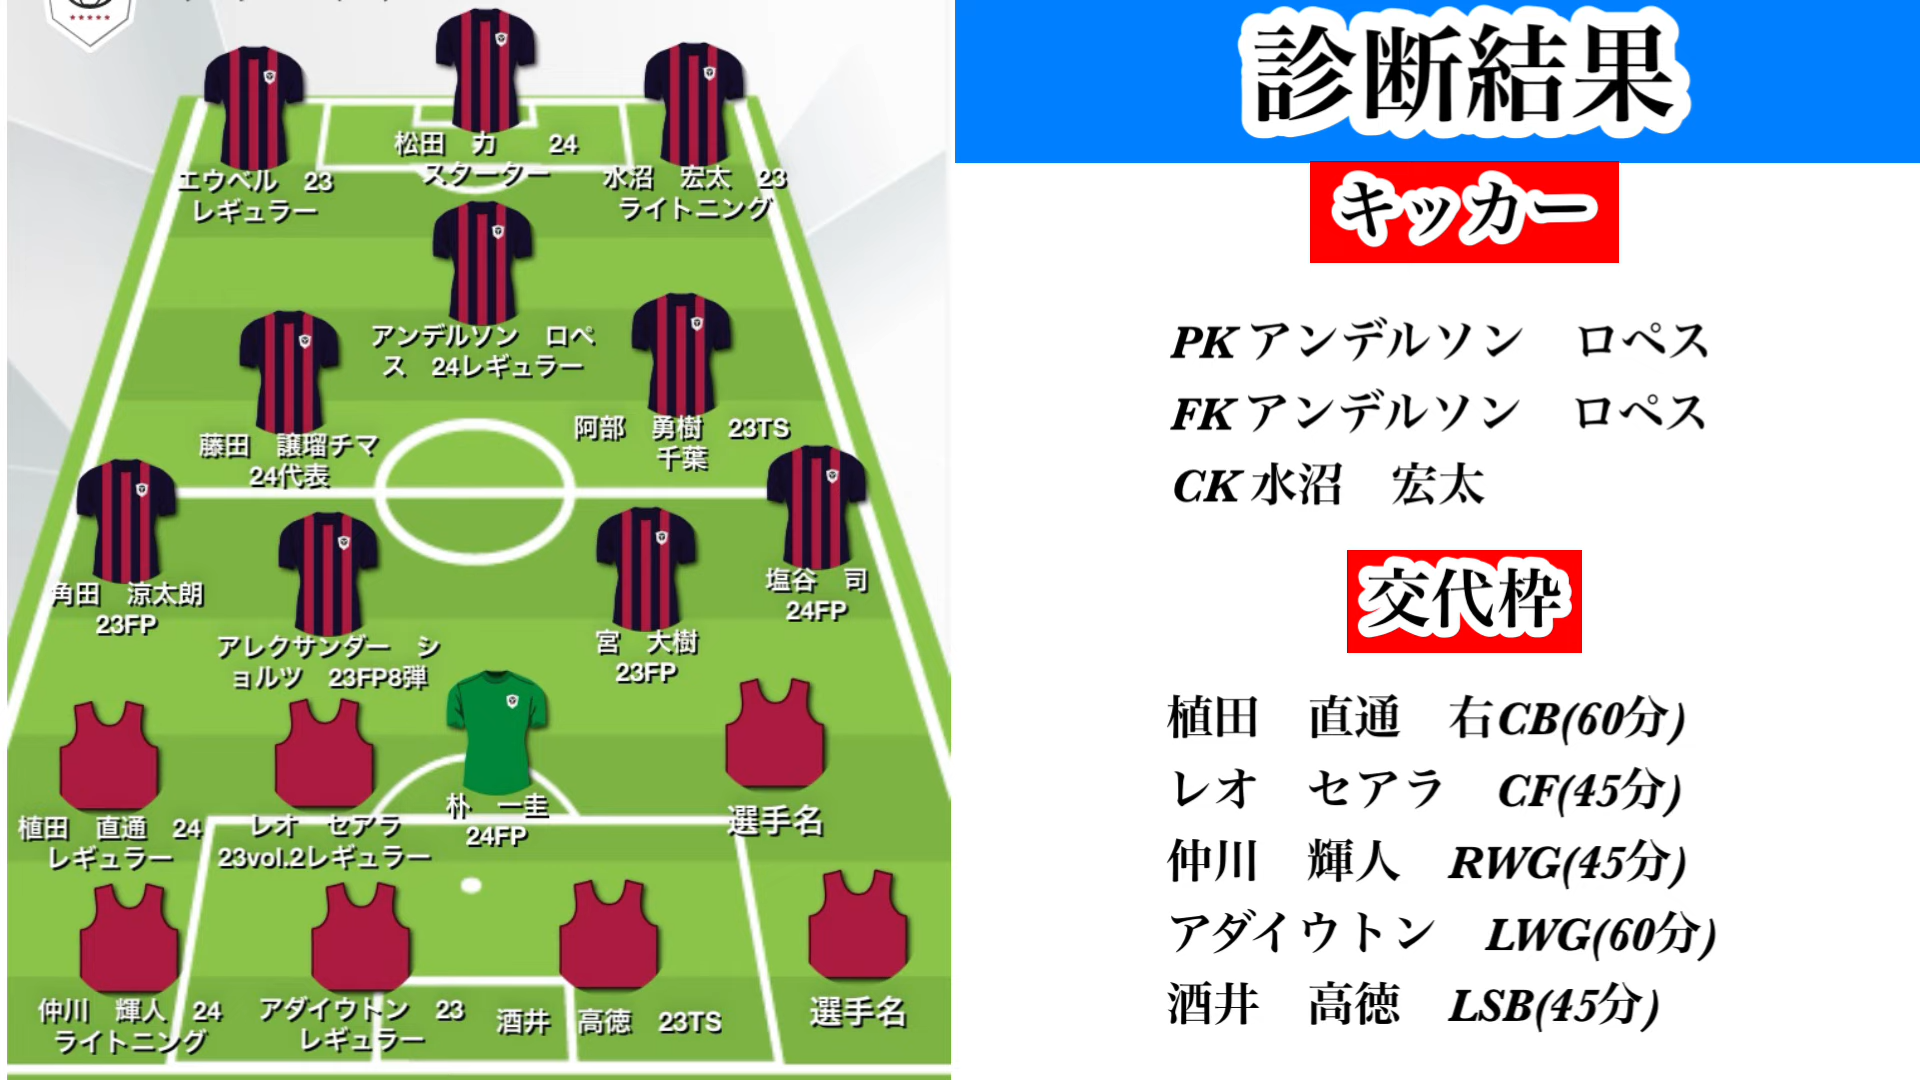 松田　力　　24
スターター
エウベル　23
レギュラー
水沼　宏太　23
ライトニング
アンデルソン　ロペ
ス　24レギュラー
藤田　譲瑠チマ
24代表
阿部　勇樹　23TS
千葉
角田　涼太朗
23FP
塩谷　司
24FP
アレクサンダー　シ
ョルツ　23FP8弾
宮　大樹
23FP
朴　一圭
24FP
植田　直通　24
レギュラー
レオ　セアラ
23vol.2レギュラー
選手名
仲川　輝人　24
ライトニング
アダイウトン　23
レギュラー
酒井　高徳　23TS
選手名
診断結果
キッカー
PKアンデルソン　ロペス
FKアンデルソン　ロペス
CK水沼　宏太
交代枠
植田　直通　右CB(60分)
レオ　セアラ　CF(45分)
仲川　輝人　RWG(45分)
アダイウトン　LWG(60分)
酒井　高徳　LSB(45分)